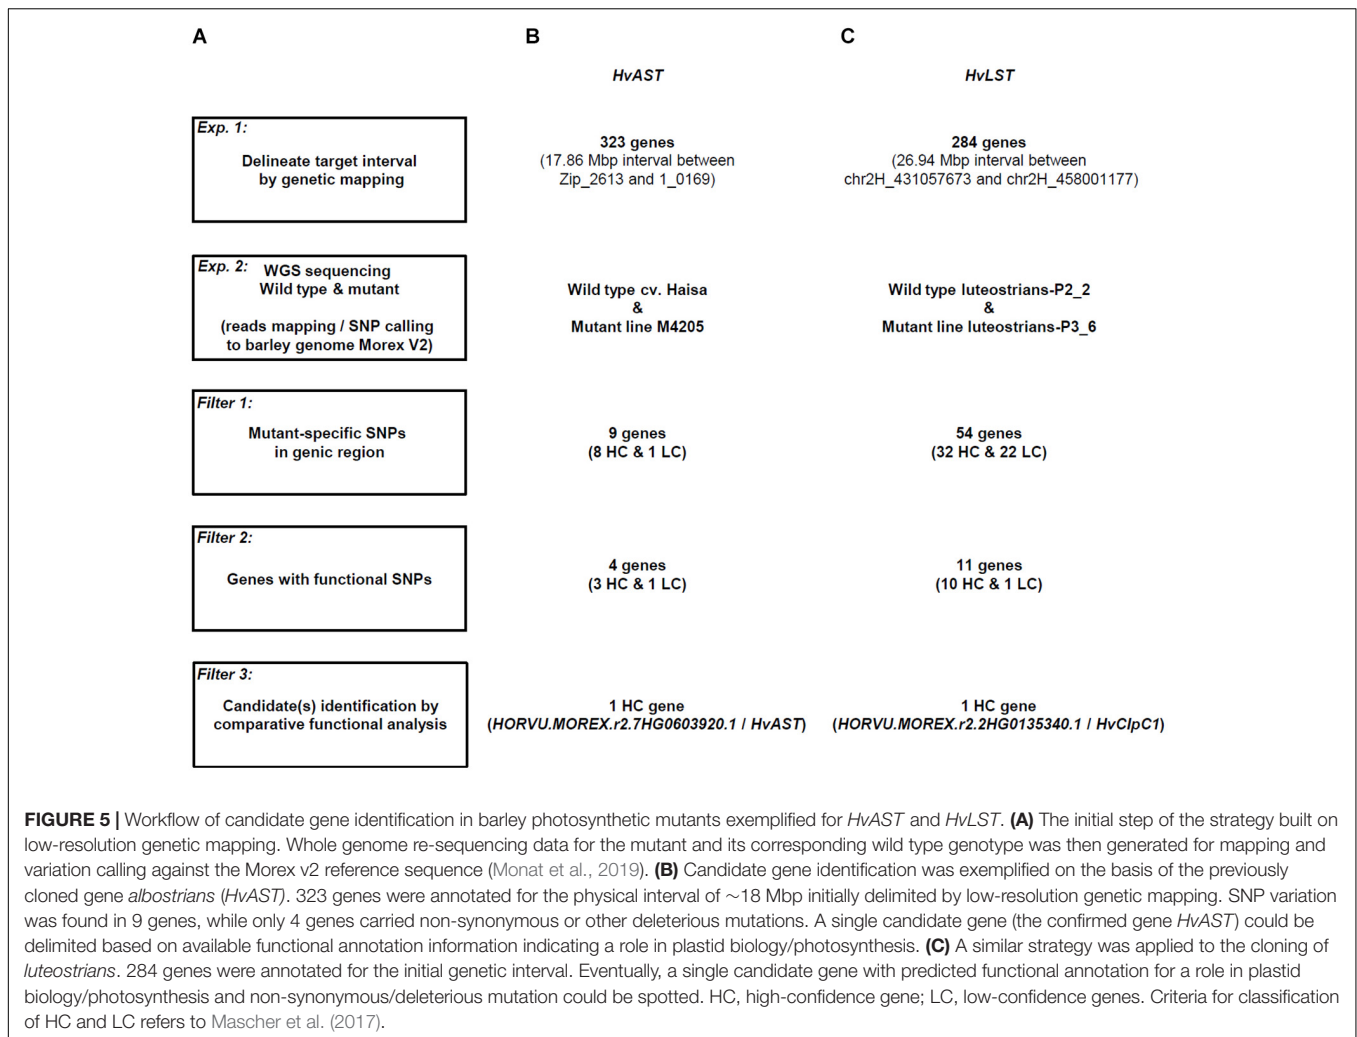 A
B
C
HvAST
HvLST
Exp. 1:
Delineate target interval
by genetic mapping
323 genes
(17.86 Mbp interval between
Zip_2613 and 1_0169)
284 genes
(26.94 Mbp interval between
chr2H_431057673 and chr2H_458001177)
Exp. 2:
WGS sequencing
Wild type & mutant
(reads mapping / SNP calling
to barley genome Morex V2)
Wild type cv. Haisa
&
Mutant line M4205
Wild type luteostrians-P2_2
&
Mutant line luteostrians-P3_6
Filter 1:
Mutant-specific SNPs
in genic region
9 genes
(8 HC & 1 LC)
54 genes
(32 HC & 22 LC)
Filter 2:
Genes with functional SNPs
4 genes
(3 HC & 1 LC)
11 genes
(10 HC & 1 LC)
Filter 3:
Candidate(s) identification by
comparative functional analysis
1 HC gene
(HORVU.MOREX.r2.7HG0603920.1 / HvAST)
1 HC gene
(HORVU.MOREX.r2.2HG0135340.1 / HvClpC1)
FIGURE 5 | Workflow of candidate gene identification in barley photosynthetic mutants exemplified for HvAST and HvLST. (A) The initial step of the strategy built on
low-resolution genetic mapping. Whole genome re-sequencing data for the mutant and its corresponding wild type genotype was then generated for mapping and
variation calling against the Morex v2 reference sequence (Monat et al., 2019). (B) Candidate gene identification was exemplified on the basis of the previously
cloned gene albostrians (HvAST). 323 genes were annotated for the physical interval of ∼18 Mbp initially delimited by low-resolution genetic mapping. SNP variation
was found in 9 genes, while only 4 genes carried non-synonymous or other deleterious mutations. A single candidate gene (the confirmed gene HvAST) could be
delimited based on available functional annotation information indicating a role in plastid biology/photosynthesis. (C) A similar strategy was applied to the cloning of
luteostrians. 284 genes were annotated for the initial genetic interval. Eventually, a single candidate gene with predicted functional annotation for a role in plastid
biology/photosynthesis and non-synonymous/deleterious mutation could be spotted. HC, high-confidence gene; LC, low-confidence genes. Criteria for classification
of HC and LC refers to Mascher et al. (2017).